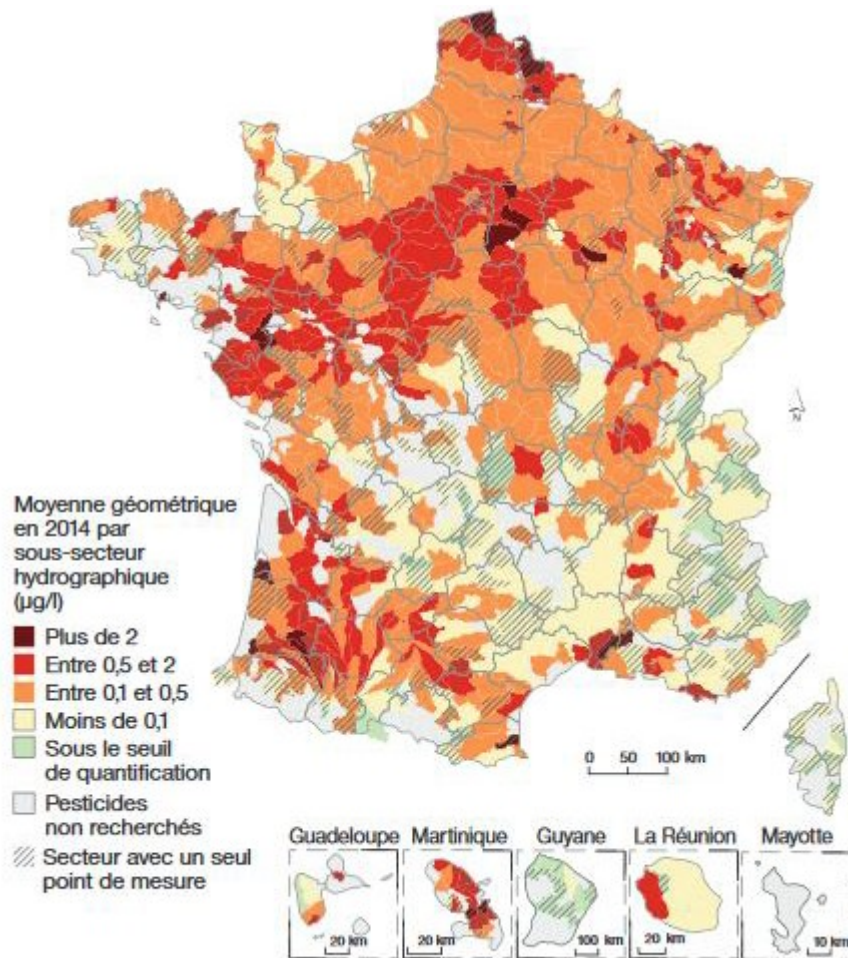 N
Moyenne géométrique
en 2014 par
sous-secteur
hydrographique
(µg/l)
Plus de 2
Entre 0,5 et 2
Entre 0,1 et 0,5
Moins de 0,1
Sous le seuil
de quantification
Pesticides
non recherchés
Secteur avec un seul
point de mesure
0 50 100 km
Guadeloupe Martinique Guyane La Réunion Mayotte
20 km 20 km 100 km 20 km 10 km